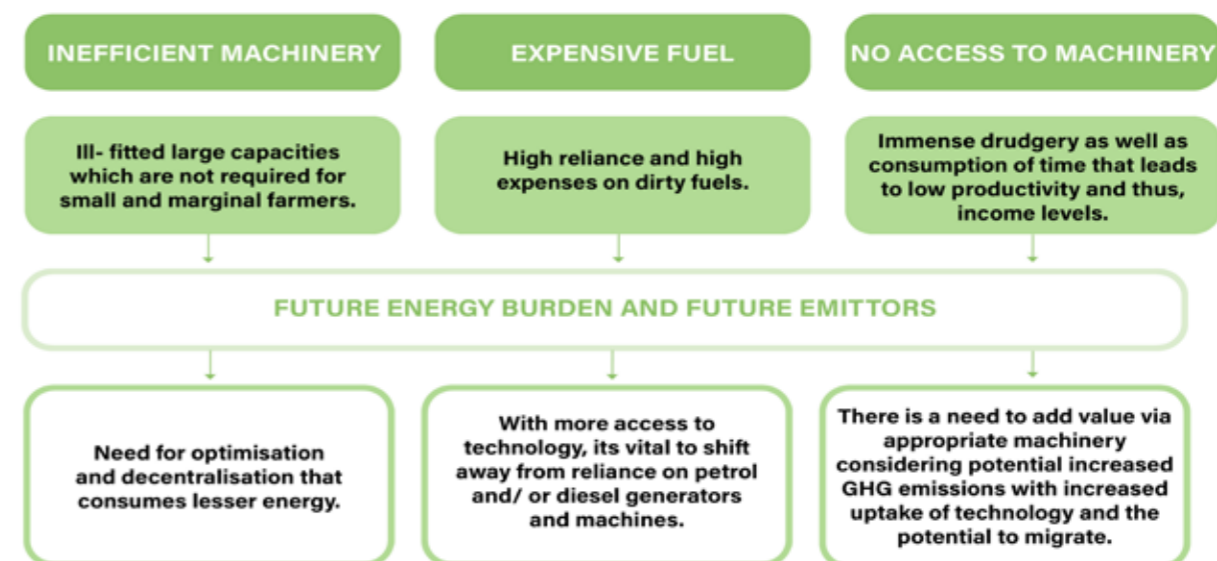 INEFFICIENT MACHINERY
EXPENSIVE FUEL
NO ACCESS TO MACHINERY
Ill- fitted large capacities
which are not required for
small and marginal farmers.
High reliance and high
expenses on dirty fuels.
Immense drudgery as well as
consumption of time that leads
to low productivity and thus,
income levels.
FUTURE ENERGY BURDEN AND FUTURE EMITTORS
Need for optimisation
and decentralisation that
consumes lesser energy.
With more access to
technology, its vital to shift
away from reliance on petrol
and/ or diesel generators
and machines.
There is a need to add value via
appropriate machinery
considering potential increased
GHG emissions with increased
uptake of technology and the
potential to migrate.